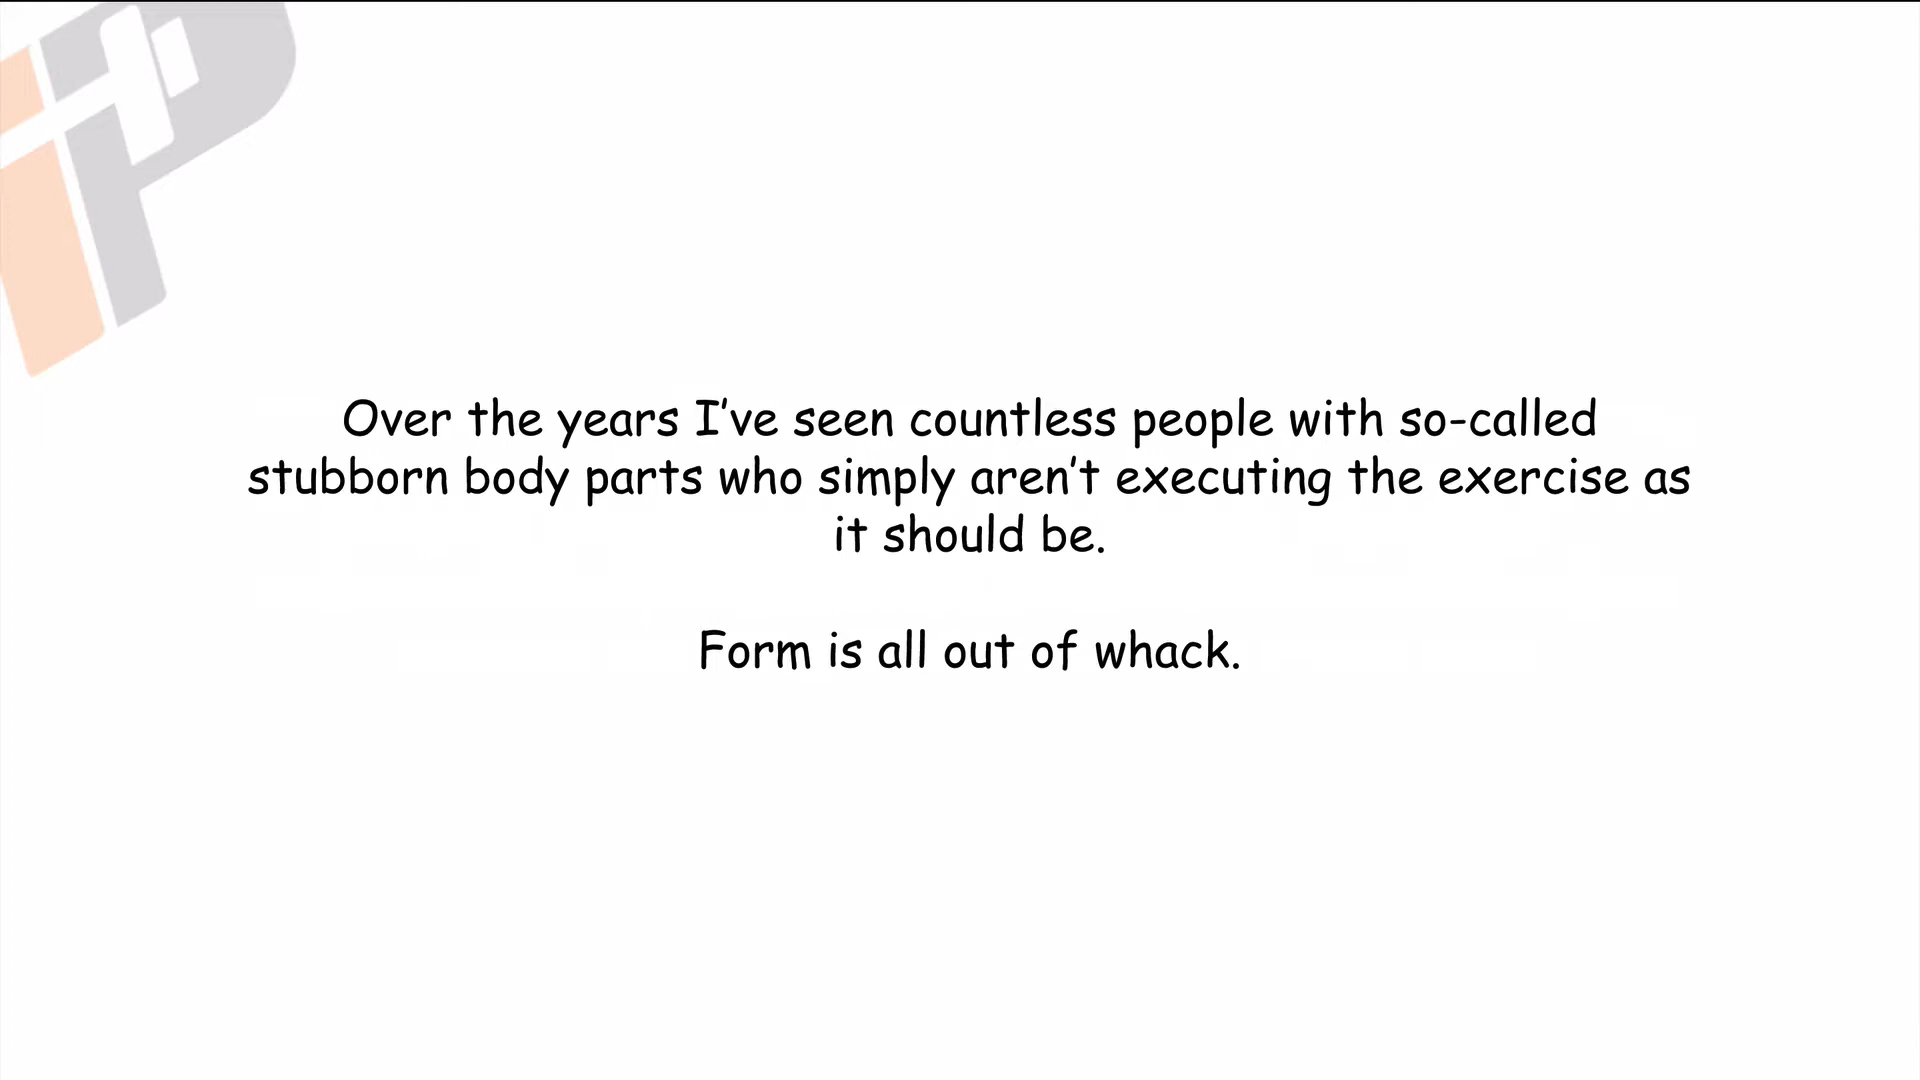 Over the years I've seen countless people with so-called
stubborn body parts who simply aren't executing the exercise as
it should be.
Form is all out of whack.